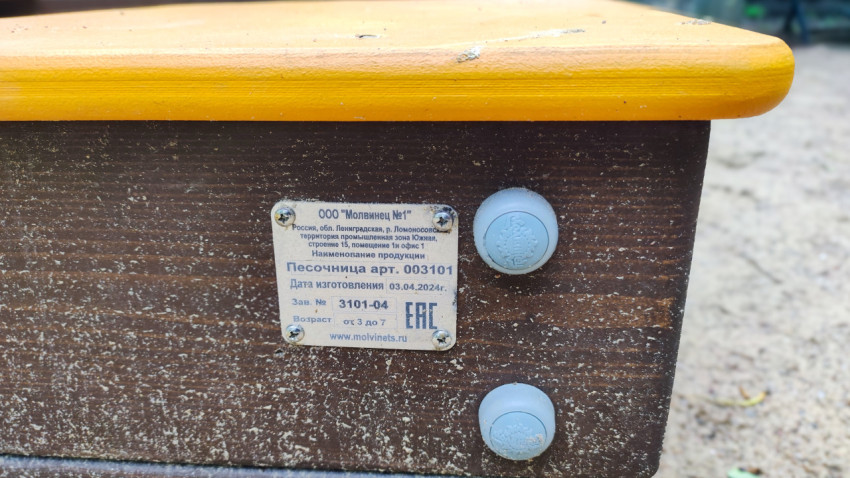 ООО "Молвинец №1"
Россия, обл. Ланиградская, р. Ломоносовский
территория промышленная зона Южная,
строение 15, помещение 1н офис 1
Наименование продукции
Песочница арт. 003101
Дата изготовления 03.04.2024г.
Зав. № 3101-04
Возраст от 3 до 7 ЕАС
www.molvinets.ru